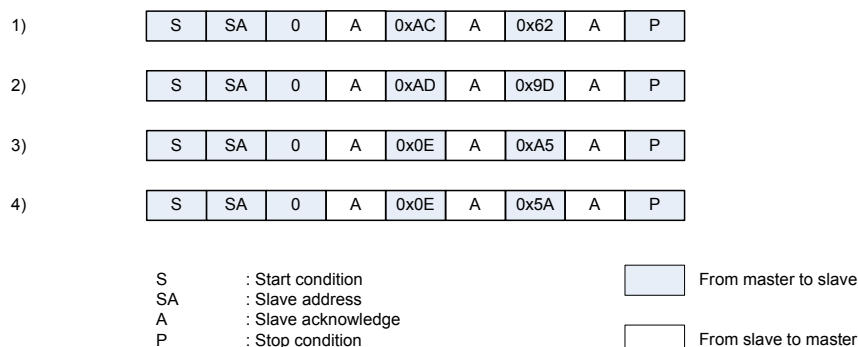 1) S SA 0 A 0xAC A 0x62 A P
2) S SA 0 A 0xAD A 0x9D A P
3) S SA 0 A 0x0E A 0xA5 A P
4) S SA 0 A 0x0E A 0x5A A P
S : Start condition From master to slave
SA : Slave address
A : Slave acknowledge
P : Stop condition From slave to master